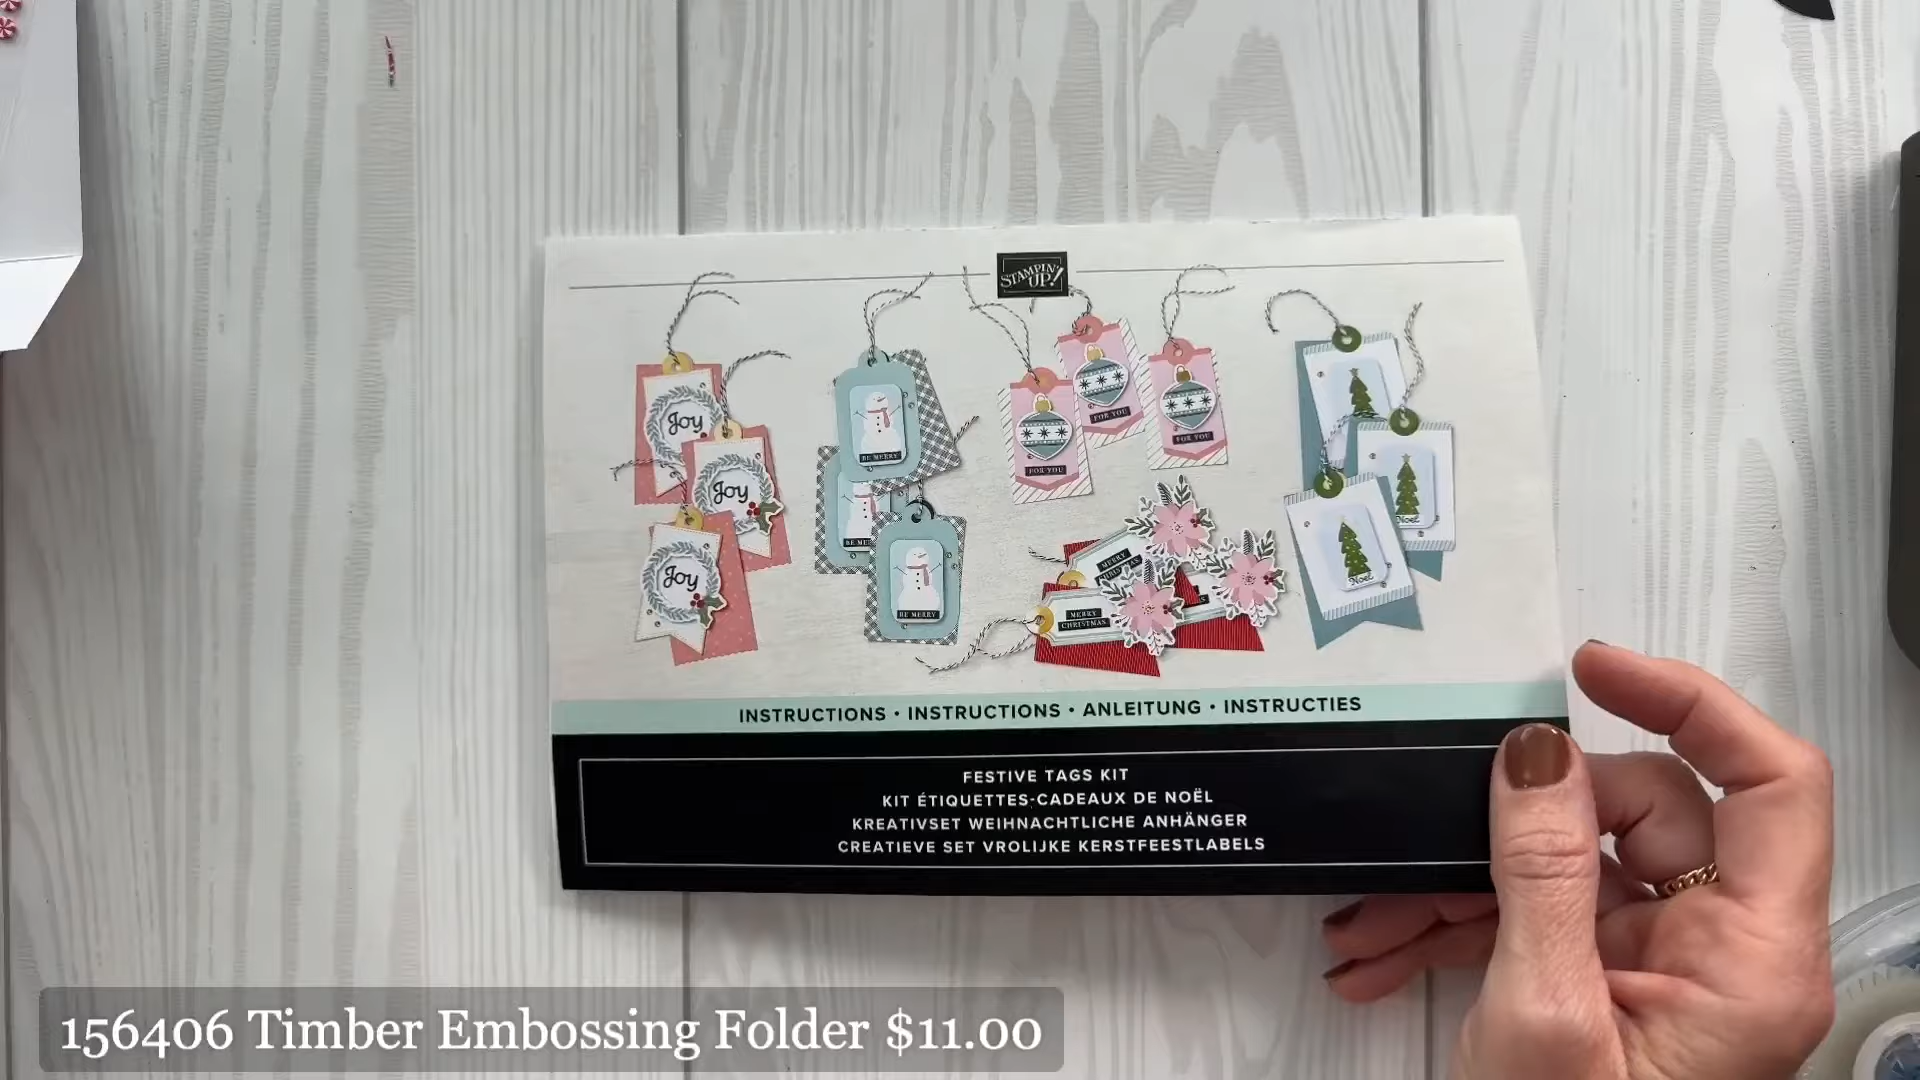 STAMPIN' UP!
Joy
Joy
Joy
BE MERRY
BE MERRY
FOR YOU
FOR YOU
FOR YOU
MERRY
CHRISTMAS
MERRY
CHRISTMAS
Noel
Noel
INSTRUCTIONS • INSTRUCTIONS • ANLEITUNG • INSTRUCTIES
FESTIVE TAGS KIT
KIT ÉTIQUETTES-CADEAUX DE NOËL
KREATIVSET WEIHNACHTLICHE ANHÄNGER
CREATIEVE SET VROLIJKE KERSTFEESTLABELS
156406 Timber Embossing Folder $11.00